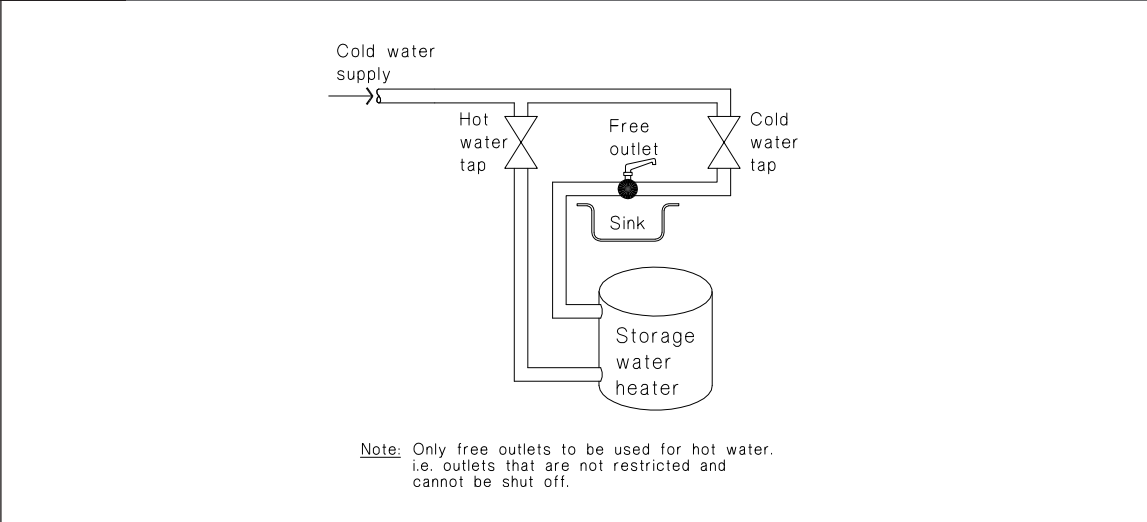 Cold water
supply
Hot
water
tap
Free
outlet
Cold
water
tap
Sink
Storage
water
heater
Note: Only free outlets to be used for hot water.
i.e. outlets that are not restricted and
cannot be shut off.